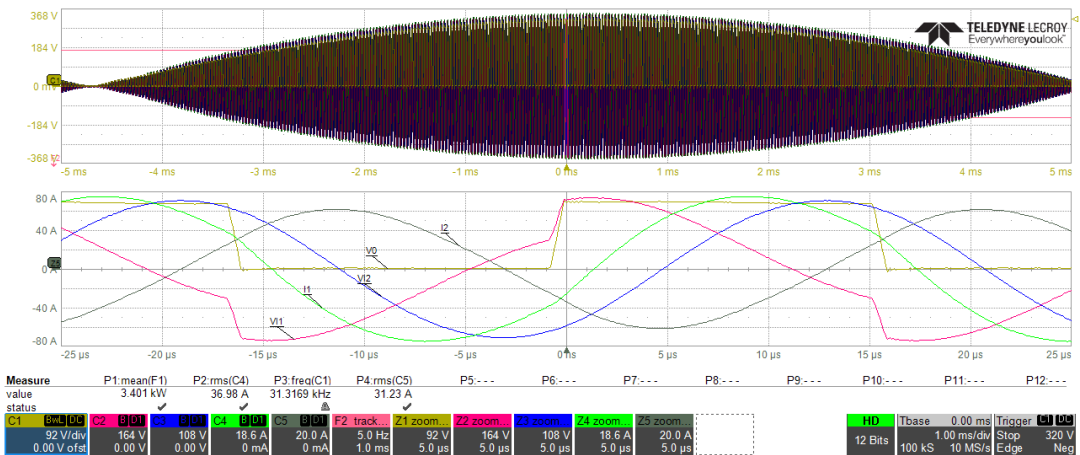 368 V
TELEDYNE LECROY
Everywhereyoulook
184 V
C1
0 mV
-184 V
-368 V
F2
-5 ms -4 ms -3 ms -2 ms -1 ms 0 ms 1 ms 2 ms 3 ms 4 ms 5 ms
80 A
40 A
I2
V0
0 A
VI2
I1
-40 A
VI1
-80 A
-25 µs -20 µs -15 µs -10 µs -5 µs 0 µs 5 µs 10 µs 15 µs 20 µs 25 µs
Measure P1:mean(F1) P2:rms(C4) P3:freq(C1) P4:rms(C5) P5:--- P6:--- P7:--- P8:--- P9:--- P10:--- P11:--- P12:---
value 3.401 kW 36.98 A 31.3169 kHz 31.23 A
status
C1 BwL DC C2 B D1 C3 B D1 C4 B D1 C5 B D1 F2 track... Z1 zoom... Z2 zoom... Z3 zoom... Z4 zoom... Z5 zoom... HD Tbase 0.00 ms Trigger C1 DC
92 V/div 164 V 108 V 18.6 A 20.0 A 5.0 Hz 92 V 164 V 108 V 18.6 A 20.0 A 12 Bits 1.00 ms/div Stop 320 V
0.00 V ofst 0.00 V 0.00 V 0 mA 0 mA 1.0 ms 5.0 µs 5.0 µs 5.0 µs 5.0 µs 5.0 µs 100 kS 10 MS/s Edge Neg